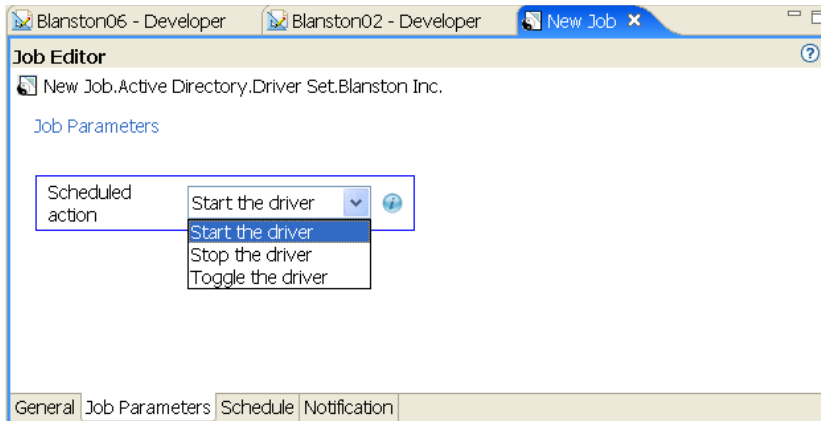 Blanston06 - Developer Blanston02 - Developer New Job
Job Editor
New Job.Active Directory.Driver Set.Blanston Inc.
Job Parameters
Scheduled action
Start the driver
Start the driver
Stop the driver
Toggle the driver
General Job Parameters Schedule Notification